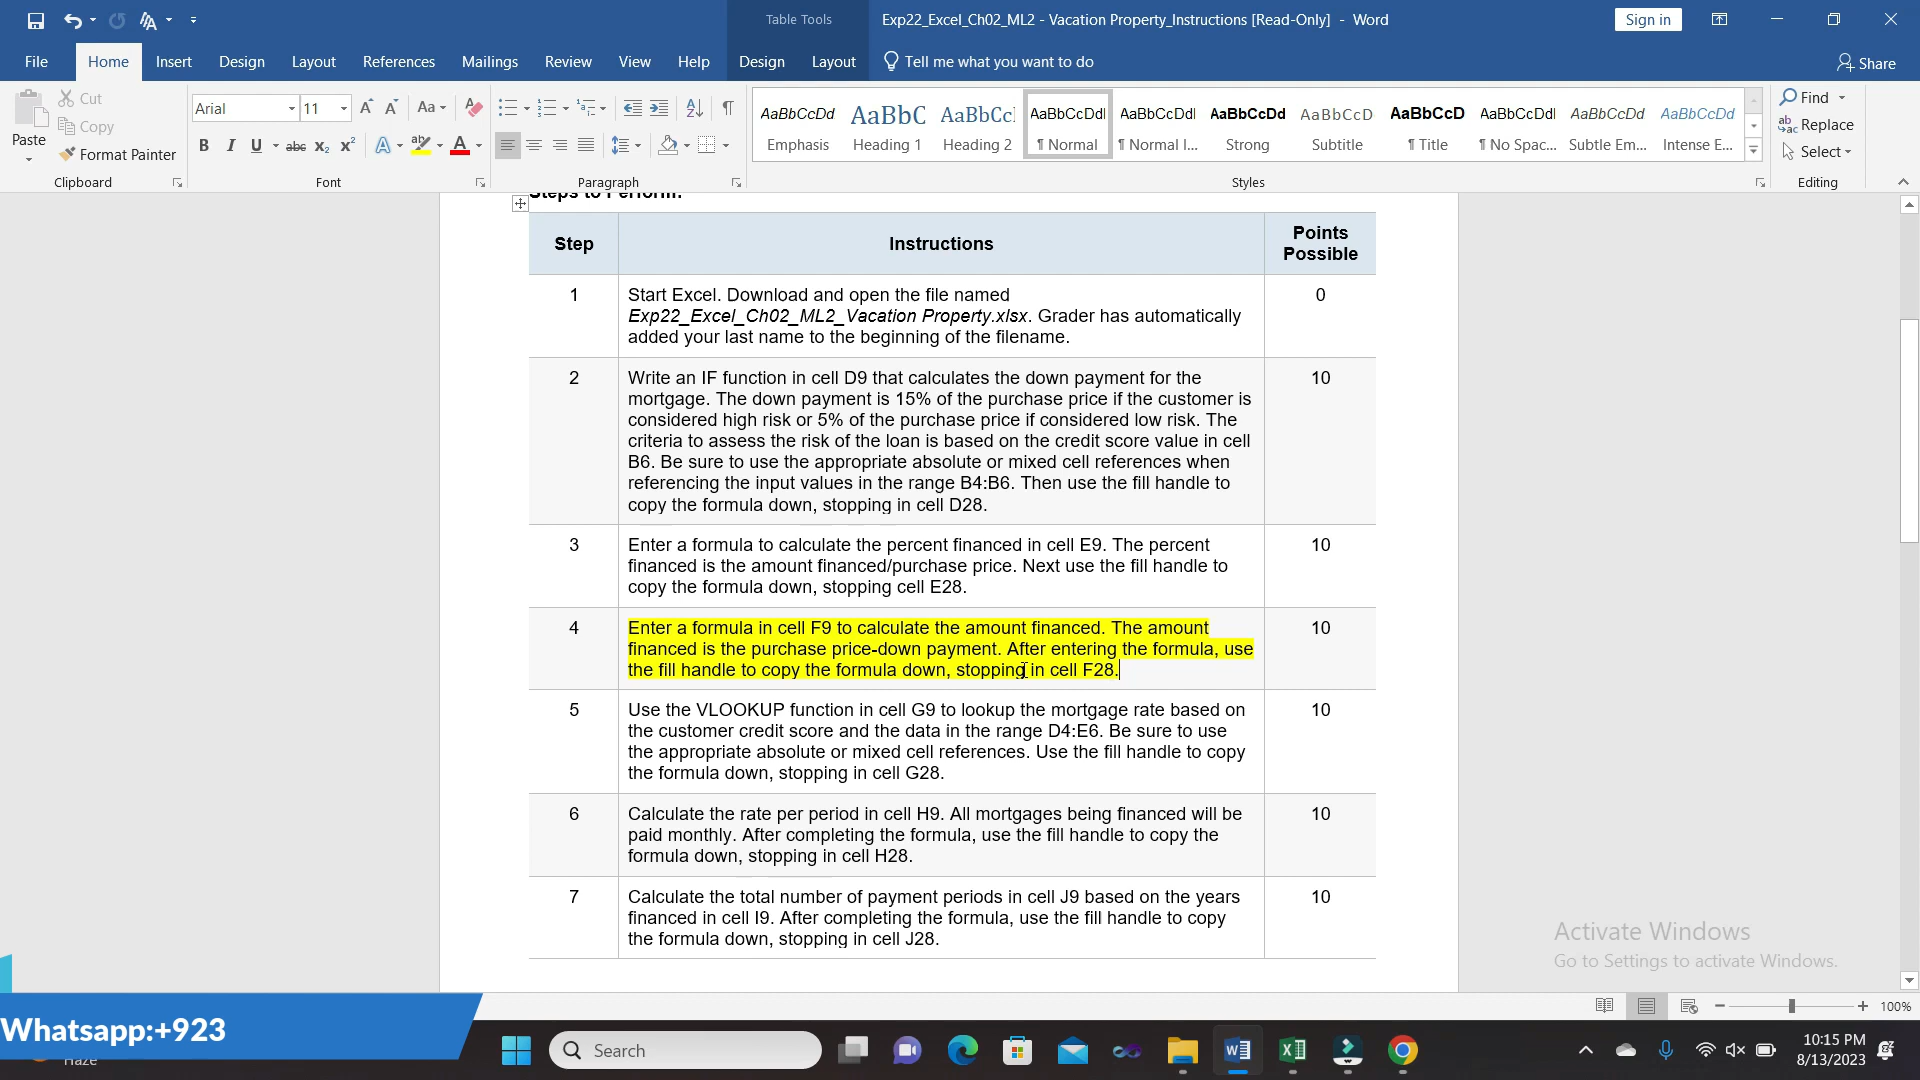 Table Tools
Exp22_Excel_Ch02_ML2 - Vacation Property_Instructions [Read-Only] - Word
Sign in
File Home Insert Design Layout References Mailings Review View Help Design Layout Tell me what you want to do Share
Paste
Cut
Copy
Format Painter
Clipboard
Arial 11
Font
Paragraph
AaBbCcDd AaBbC AaBbCc AaBbCcDd AaBbCcDd AaBbCcDd AaBbCcD AaBbCcD AaBbCcDd AaBbCcDd AaBbCcDd
Emphasis Heading 1 Heading 2 ¶ Normal ¶ Normal I... Strong Subtitle ¶ Title ¶ No Spac... Subtle Em... Intense E...
Styles
Find
Replace
Select
Editing
Steps to Perform:
Step Instructions Points
Possible
1 Start Excel. Download and open the file named 0
Exp22_Excel_Ch02_ML2_Vacation Property.xlsx. Grader has automatically
added your last name to the beginning of the filename.
2 Write an IF function in cell D9 that calculates the down payment for the 10
mortgage. The down payment is 15% of the purchase price if the customer is
considered high risk or 5% of the purchase price if considered low risk. The
criteria to assess the risk of the loan is based on the credit score value in cell
B6. Be sure to use the appropriate absolute or mixed cell references when
referencing the input values in the range B4:B6. Then use the fill handle to
copy the formula down, stopping in cell D28.
3 Enter a formula to calculate the percent financed in cell E9. The percent 10
financed is the amount financed/purchase price. Next use the fill handle to
copy the formula down, stopping cell E28.
4 Enter a formula in cell F9 to calculate the amount financed. The amount 10
financed is the purchase price-down payment. After entering the formula, use
the fill handle to copy the formula down, stopping in cell F28.
5 Use the VLOOKUP function in cell G9 to lookup the mortgage rate based on 10
the customer credit score and the data in the range D4:E6. Be sure to use
the appropriate absolute or mixed cell references. Use the fill handle to copy
the formula down, stopping in cell G28.
6 Calculate the rate per period in cell H9. All mortgages being financed will be 10
paid monthly. After completing the formula, use the fill handle to copy the
formula down, stopping in cell H28.
7 Calculate the total number of payment periods in cell J9 based on the years 10
financed in cell I9. After completing the formula, use the fill handle to copy
the formula down, stopping in cell J28.
Activate Windows
Go to Settings to activate Windows.
100%
Whatsapp:+923
Haze
Search
10:15 PM
8/13/2023